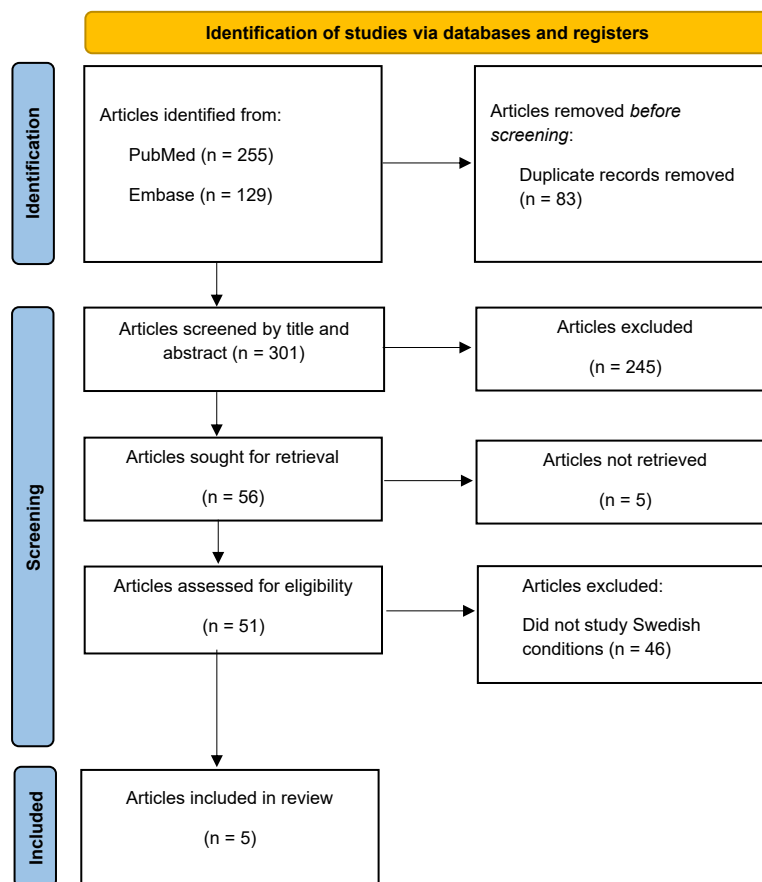 Identification of studies via databases and registers
Identification
Articles identified from:
PubMed (n = 255)
Embase (n = 129)
Articles removed before
screening:
Duplicate records removed
(n = 83)
Screening
Articles screened by title and
abstract (n = 301)
Articles excluded
(n = 245)
Articles sought for retrieval
(n = 56)
Articles not retrieved
(n = 5)
Articles assessed for eligibility
(n = 51)
Articles excluded:
Did not study Swedish
conditions (n = 46)
Included
Articles included in review
(n = 5)